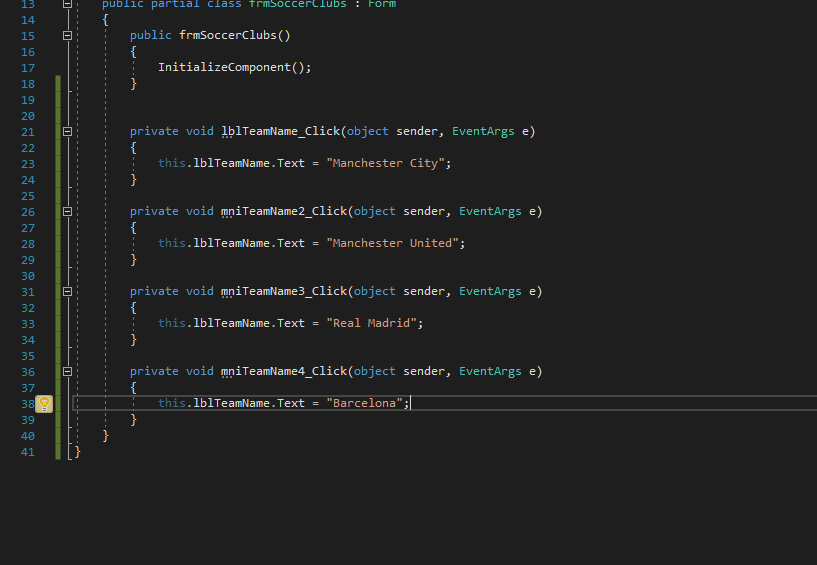 13 public partial class frmSoccerClubs : Form
14 {
15 public frmSoccerClubs()
16 {
17 InitializeComponent();
18 }
19
20
21 private void lblTeamName_Click(object sender, EventArgs e)
22 {
23 this.lblTeamName.Text = "Manchester City";
24 }
25
26 private void mniTeamName2_Click(object sender, EventArgs e)
27 {
28 this.lblTeamName.Text = "Manchester United";
29 }
30
31 private void mniTeamName3_Click(object sender, EventArgs e)
32 {
33 this.lblTeamName.Text = "Real Madrid";
34 }
35
36 private void mniTeamName4_Click(object sender, EventArgs e)
37 {
38 this.lblTeamName.Text = "Barcelona";
39 }
40 }
41 }